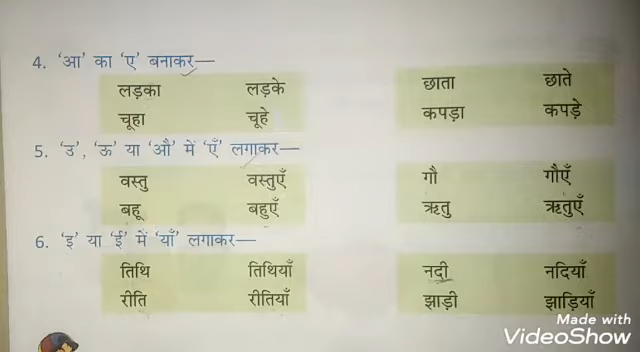 4. ‘आ’ का ‘ए’ बनाकर—
लड़का लड़के छाता छाते
चूहा चूहे कपड़ा कपड़े
5. ‘उ’, ‘ऊ’ या ‘औ’ में ‘एँ’ लगाकर—
वस्तु वस्तुएँ गौ गौएँ
बहू बहुएँ ऋतु ऋतुएँ
6. ‘इ’ या ‘ई’ में ‘याँ’ लगाकर—
तिथि तिथियाँ नदी नदियाँ
रीति रीतियाँ झाड़ी झाड़ियाँ
Made with
VideoShow